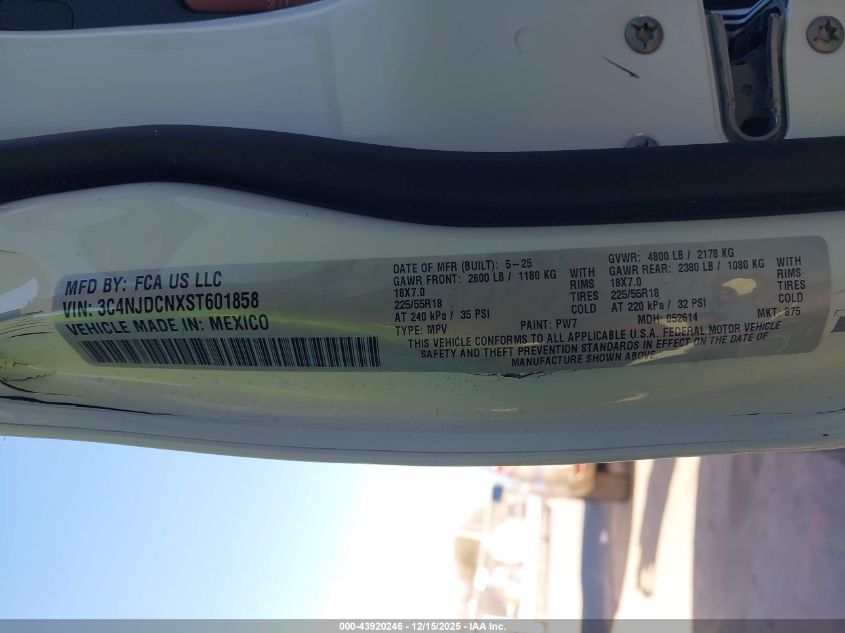 MFD BY: FCA US LLC
VIN: 3C4NJDCNXST601858
VEHICLE MADE IN: MEXICO
DATE OF MFR (BUILT): 5-25
GAWR FRONT: 2600 LB / 1180 KG WITH
18X7.0 RIMS
225/55R18 TIRES
AT 240 kPa / 35 PSI COLD
TYPE: MPV PAINT: PW7
GVWR: 4800 LB / 2178 KG
GAWR REAR: 2380 LB / 1080 KG WITH
18X7.0 RIMS
225/55R18 TIRES
AT 220 kPa / 32 PSI COLD
MDH: 052614 MKT: 875
THIS VEHICLE CONFORMS TO ALL APPLICABLE U.S.A. FEDERAL MOTOR VEHICLE
SAFETY AND THEFT PREVENTION STANDARDS IN EFFECT ON THE DATE OF
MANUFACTURE SHOWN ABOVE.
000-43920246 - 12/15/2025 - IAA Inc.